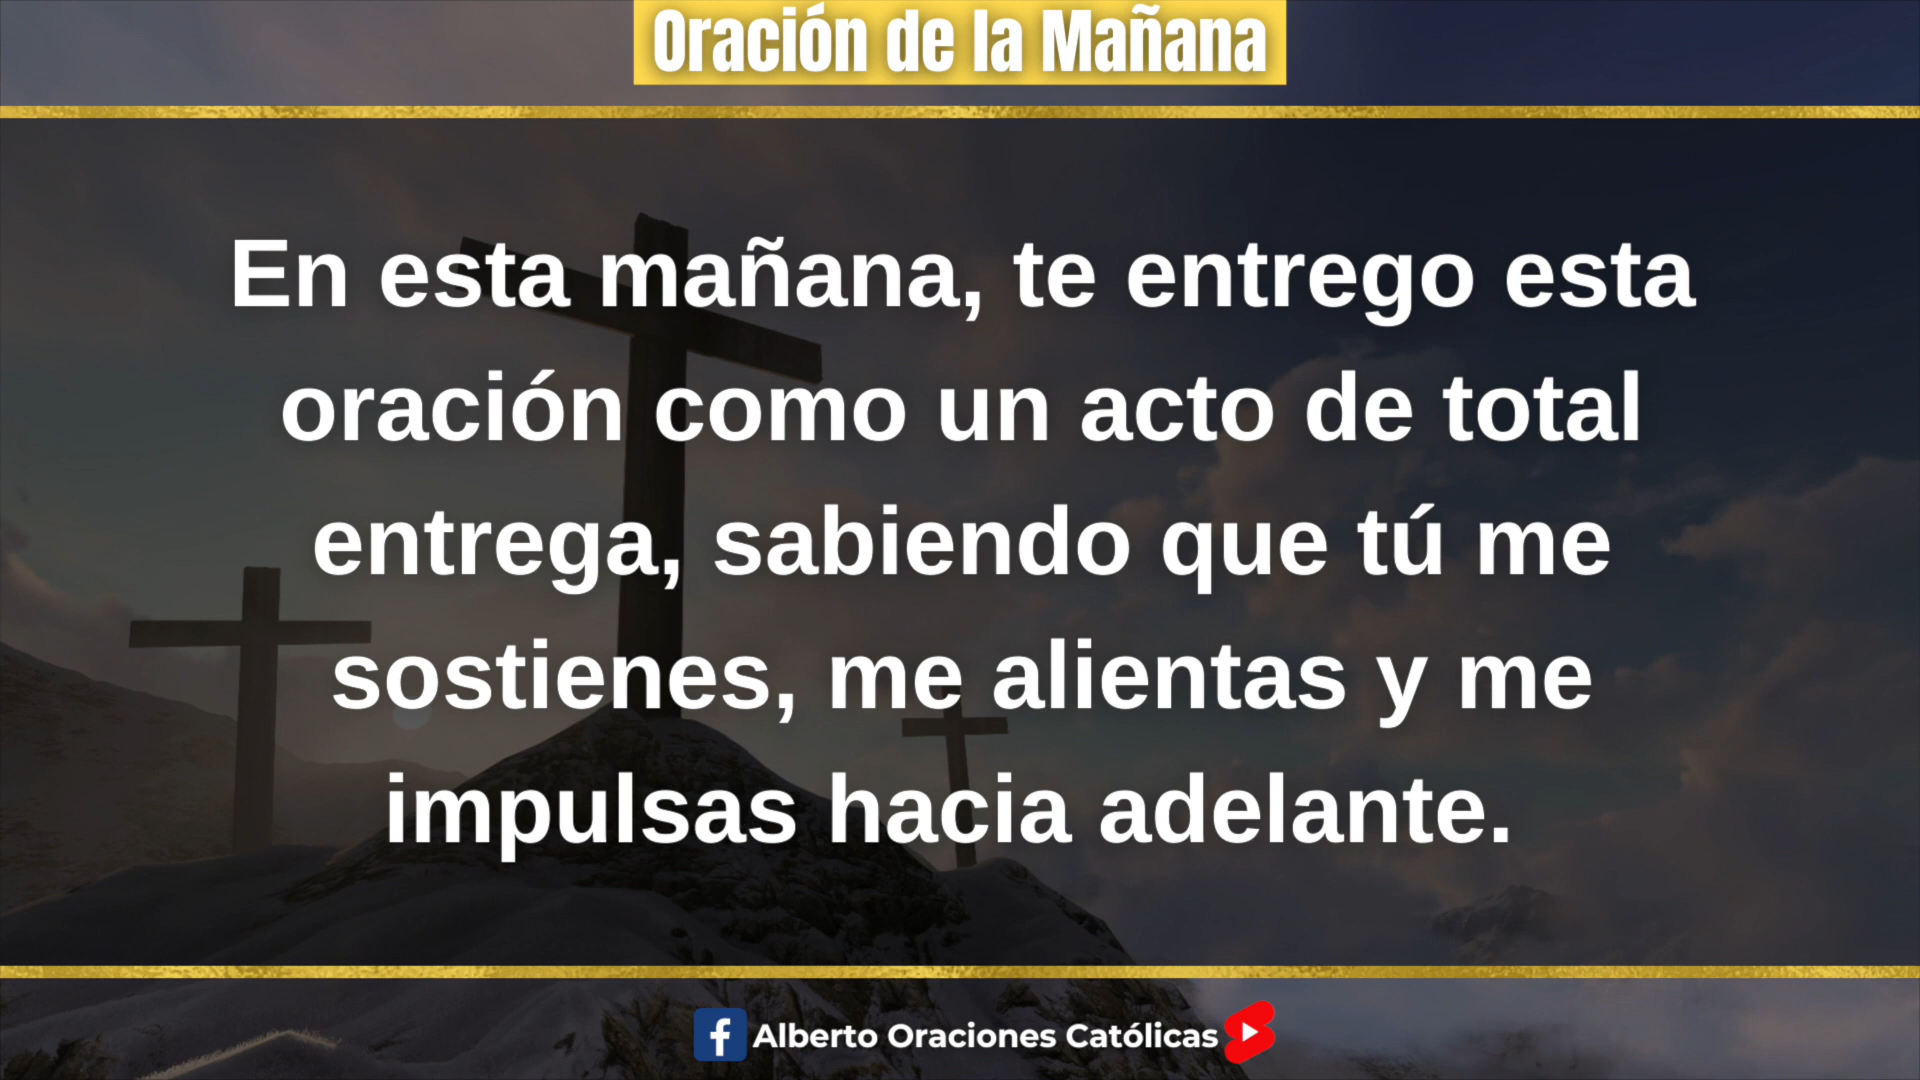 Oración de la Mañana
En esta mañana, te entrego esta
oración como un acto de total
entrega, sabiendo que tú me
sostienes, me alientas y me
impulsas hacia adelante.
Alberto Oraciones Católicas